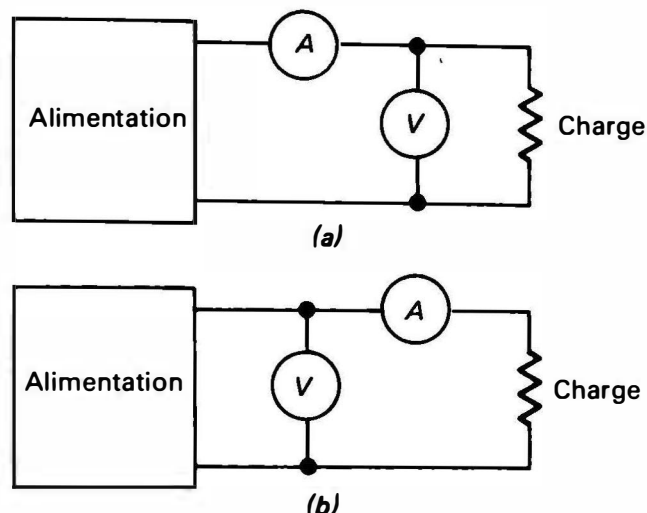 A
Alimentation
V
Charge
(a)
A
Alimentation
V
Charge
(b)